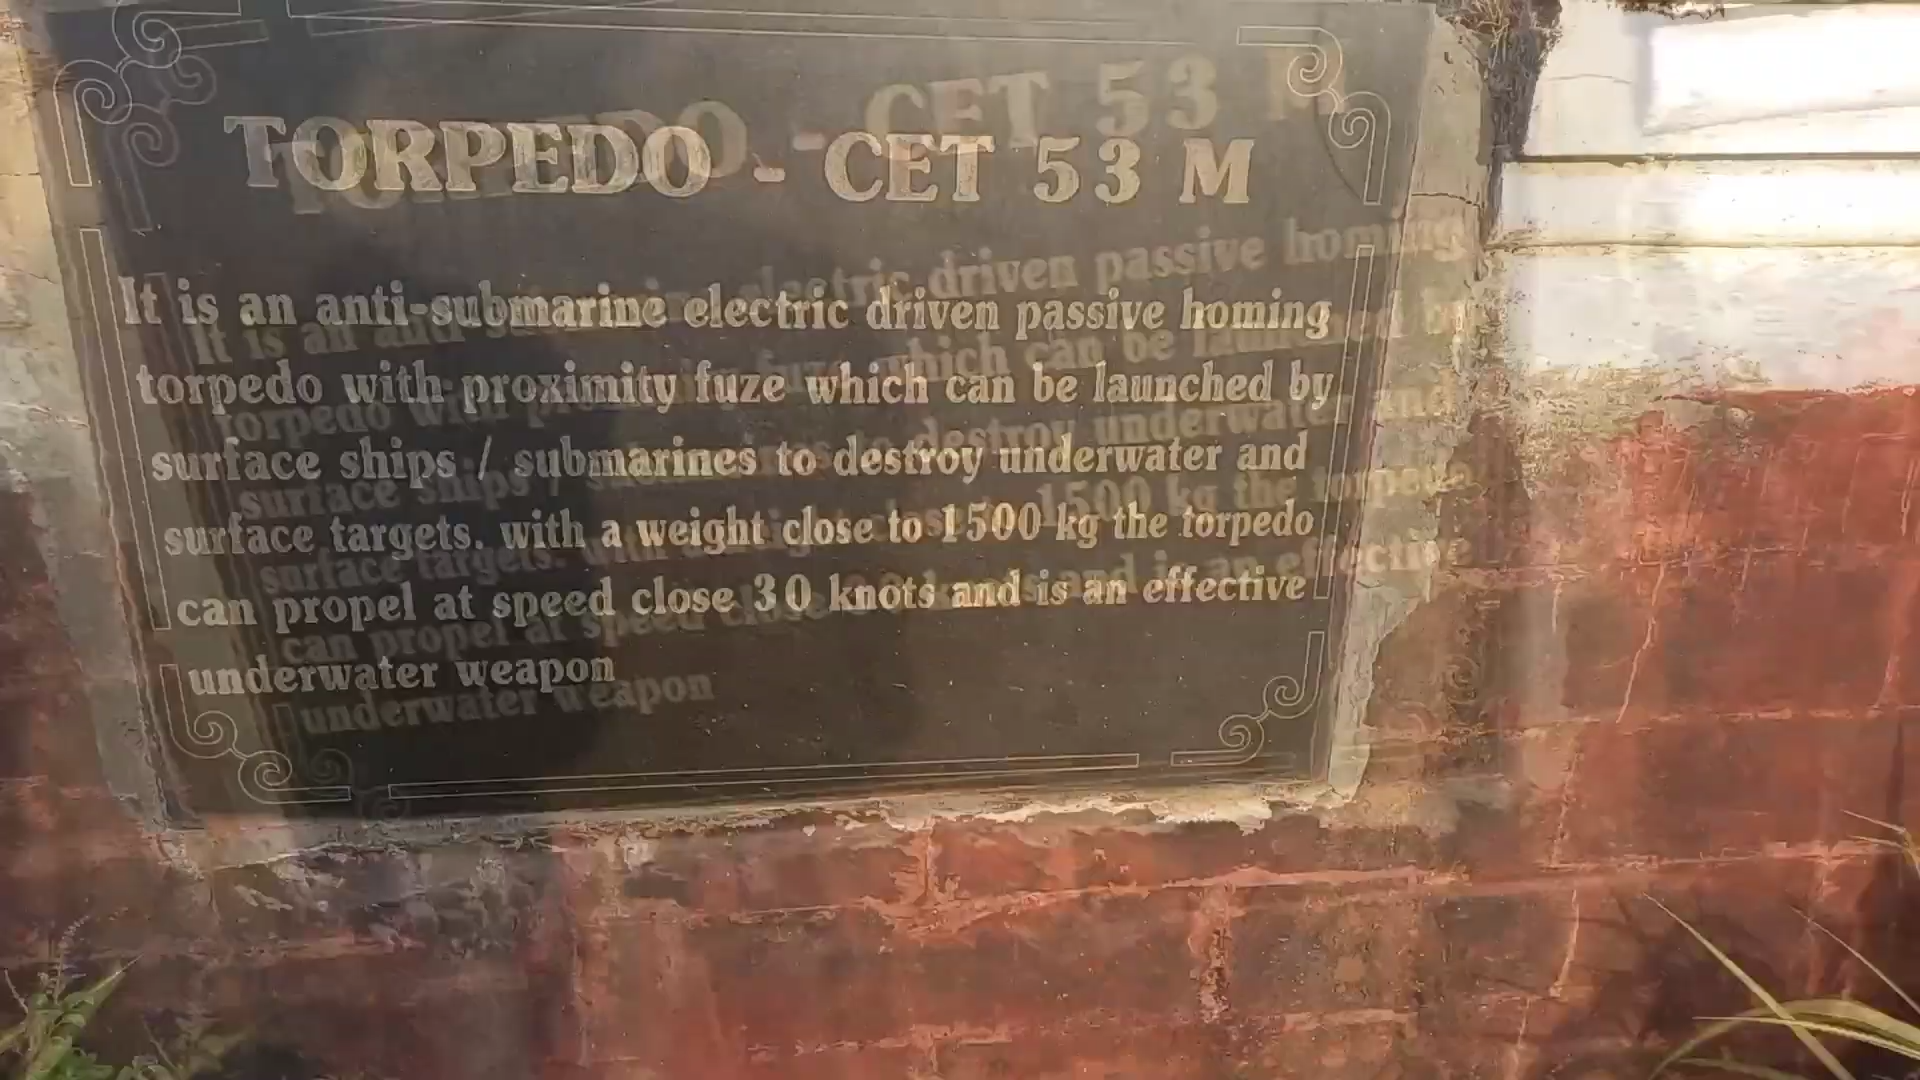 TORPEDO - CET 53 M
It is an anti-submarine electric driven passive homing
torpedo with proximity fuze which can be launched by
surface ships / submarines to destroy underwater and
surface targets. with a weight close to 1500 kg the torpedo
can propel at speed close 30 knots and is an effective
underwater weapon